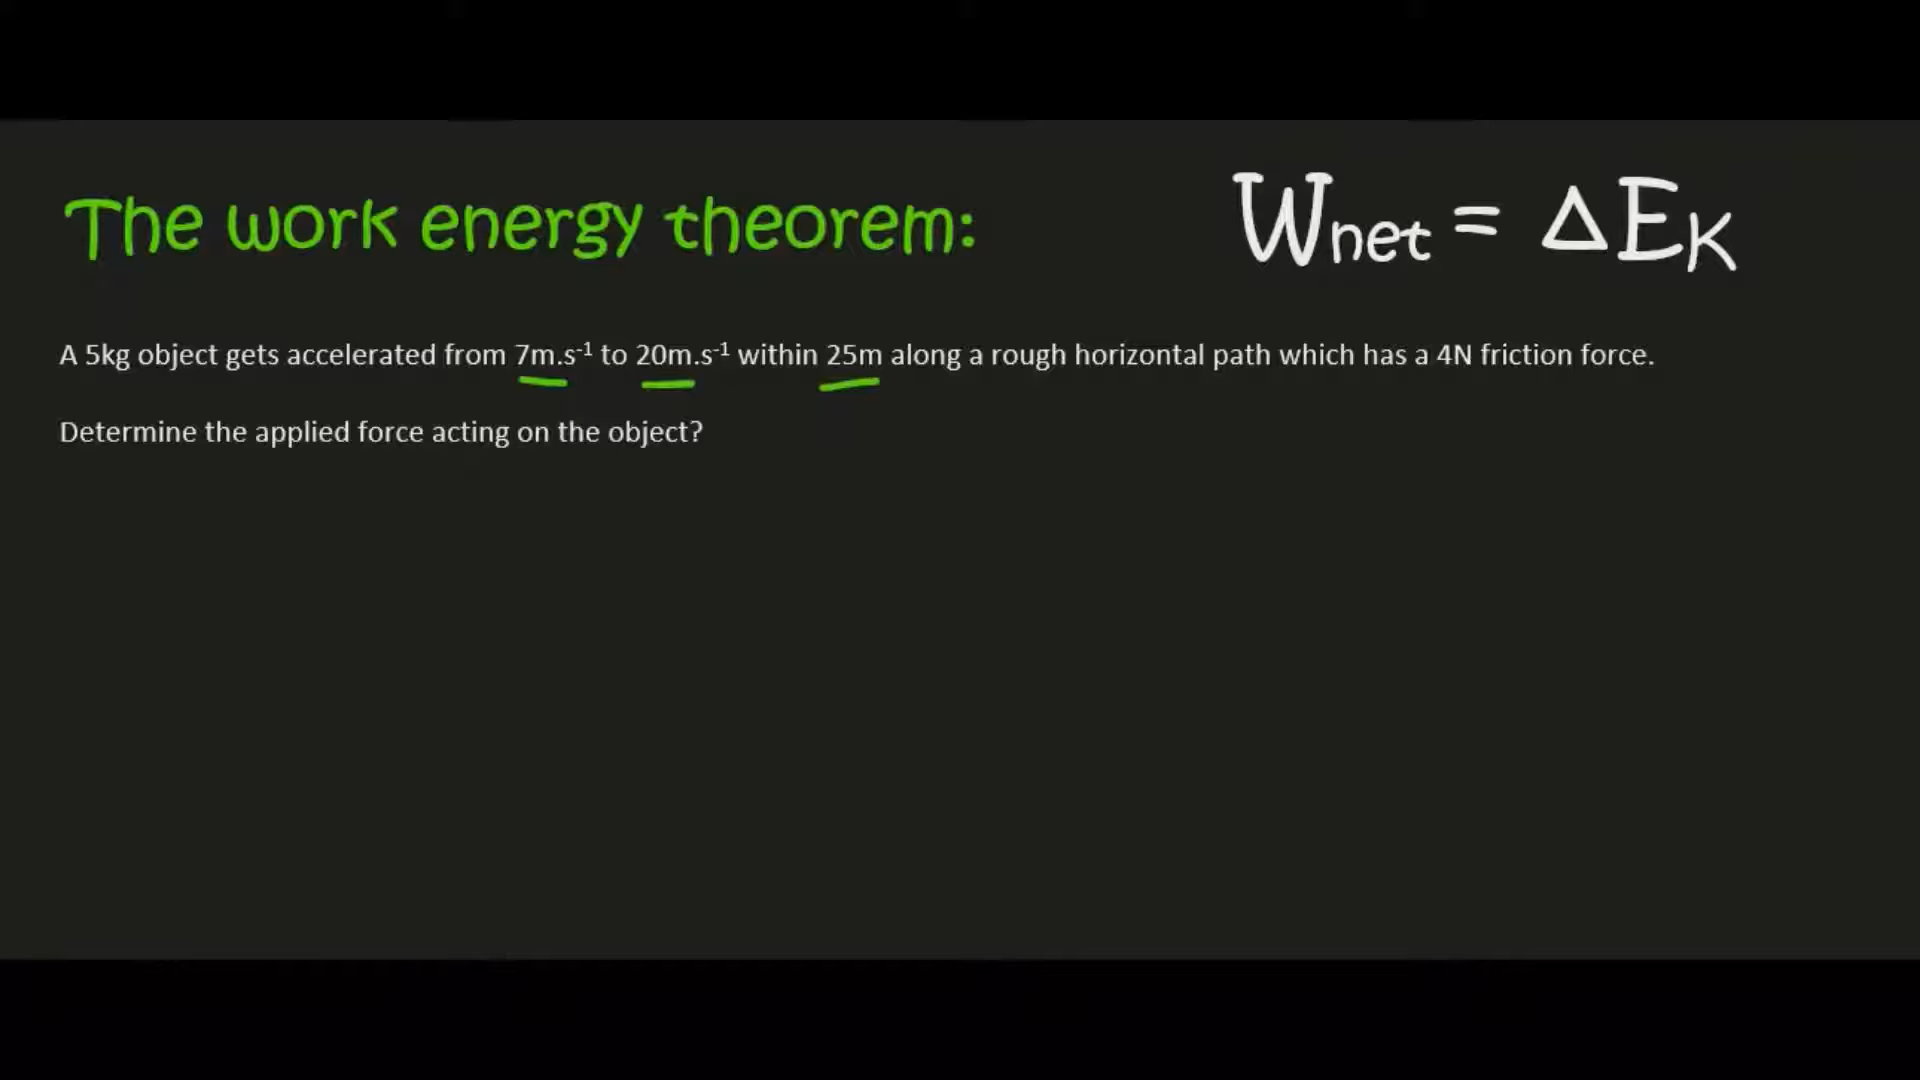 The work energy theorem:
Wnet = ΔEK
A 5kg object gets accelerated from 7m.s⁻¹ to 20m.s⁻¹ within 25m along a rough horizontal path which has a 4N friction force.
Determine the applied force acting on the object?